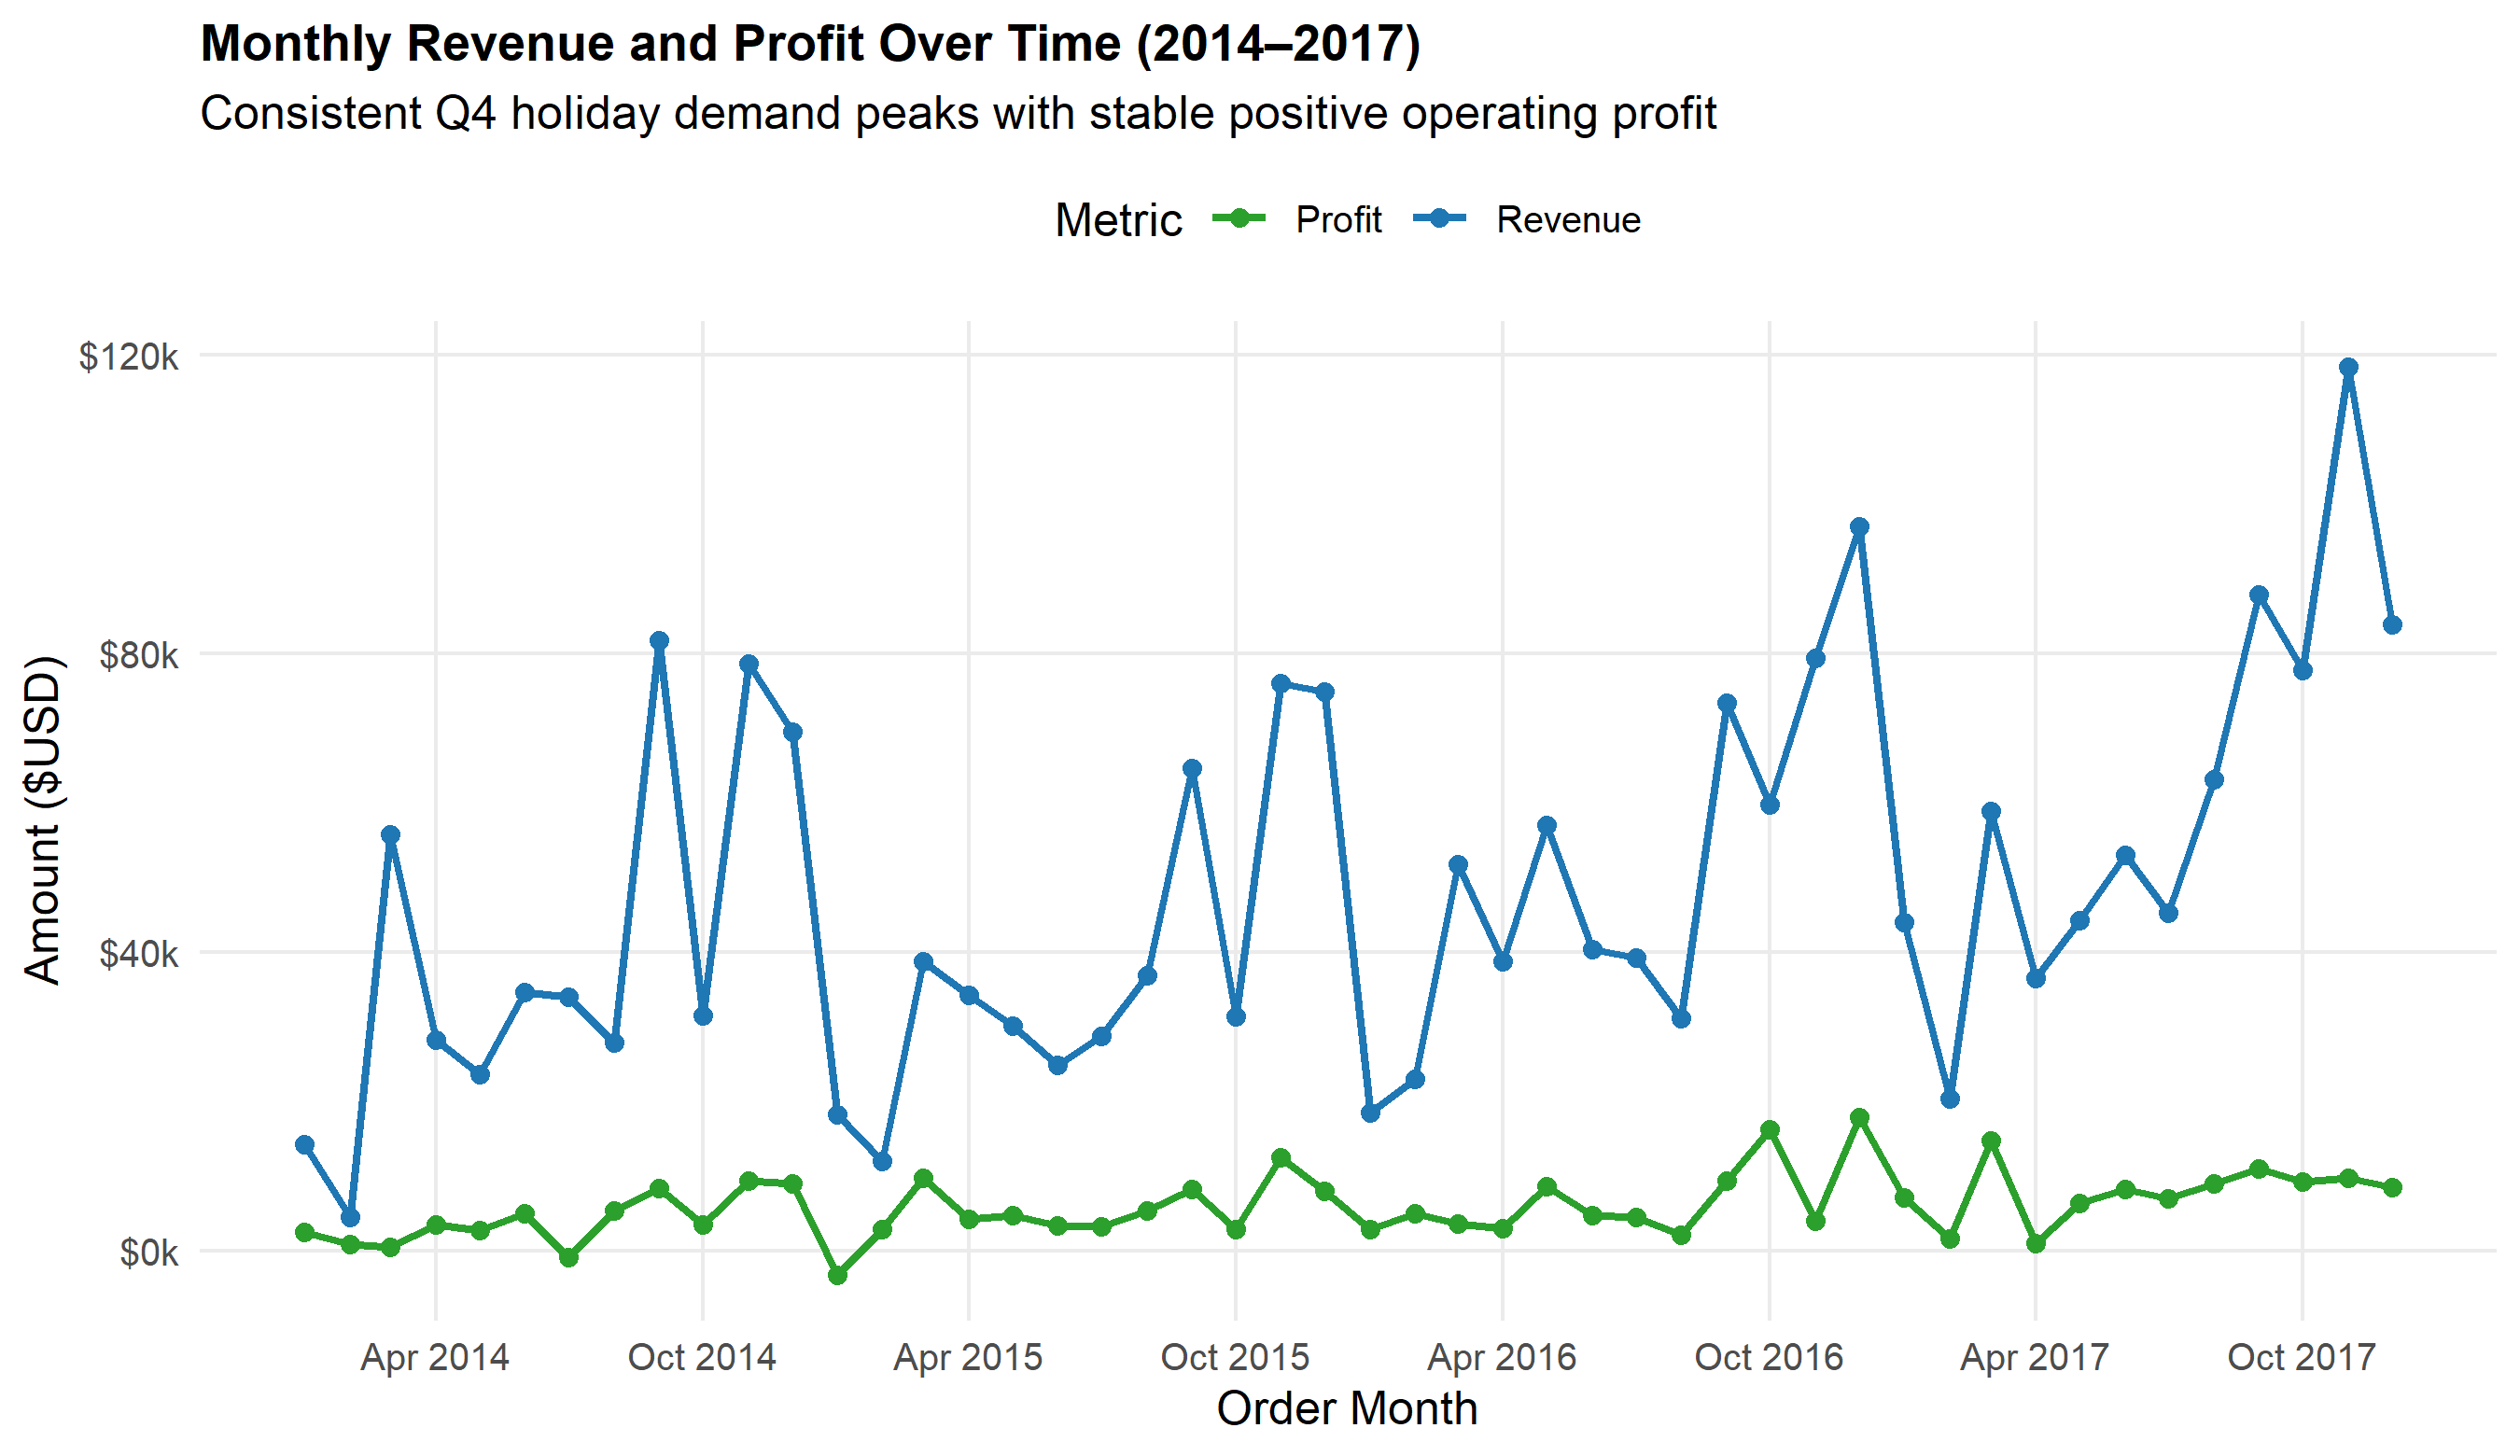 Monthly Revenue and Profit Over Time (2014–2017)
Consistent Q4 holiday demand peaks with stable positive operating profit
Metric Profit Revenue
Amount ($USD)
$120k
$80k
$40k
$0k
Apr 2014 Oct 2014 Apr 2015 Oct 2015 Apr 2016 Oct 2016 Apr 2017 Oct 2017
Order Month